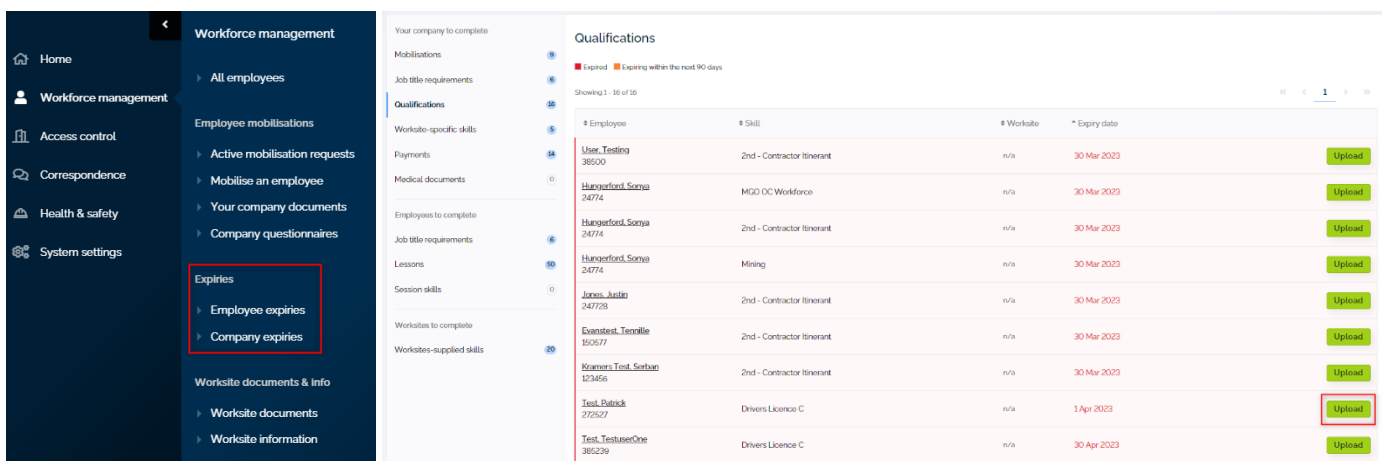 Home
Workforce management
Access control
Correspondence
Health & safety
System settings
Workforce management
All employees
Employee mobilisations
Active mobilisation requests
Mobilise an employee
Your company documents
Company questionnaires
Expiries
Employee expiries
Company expiries
Worksite documents & info
Worksite documents
Worksite information
Your company to complete
Mobilisations 9
Job title requirements 6
Qualifications 16
Worksite-specific skills 5
Payments 14
Medical documents 0
Employees to complete
Job title requirements 6
Lessons 50
Session skills 0
Worksites to complete
Worksites-supplied skills 20
Qualifications
Expired Expiring within the next 90 days
Showing 1 - 16 of 16
1
Employee Skill Worksite Expiry date
User, Testing
38500
2nd - Contractor Itinerant n/a 30 Mar 2023 Upload
Hungerford, Sonya
24774
MGO OC Workforce n/a 30 Mar 2023 Upload
Hungerford, Sonya
24774
2nd - Contractor Itinerant n/a 30 Mar 2023 Upload
Hungerford, Sonya
24774
Mining n/a 30 Mar 2023 Upload
Jones, Justin
247728
2nd - Contractor Itinerant n/a 30 Mar 2023 Upload
Evanstest, Tennille
150577
2nd - Contractor Itinerant n/a 30 Mar 2023 Upload
Kramers Test, Serban
123456
2nd - Contractor Itinerant n/a 30 Mar 2023 Upload
Test, Patrick
272527
Drivers Licence C n/a 1 Apr 2023 Upload
Test, TestuserOne
385239
Drivers Licence C n/a 30 Apr 2023 Upload